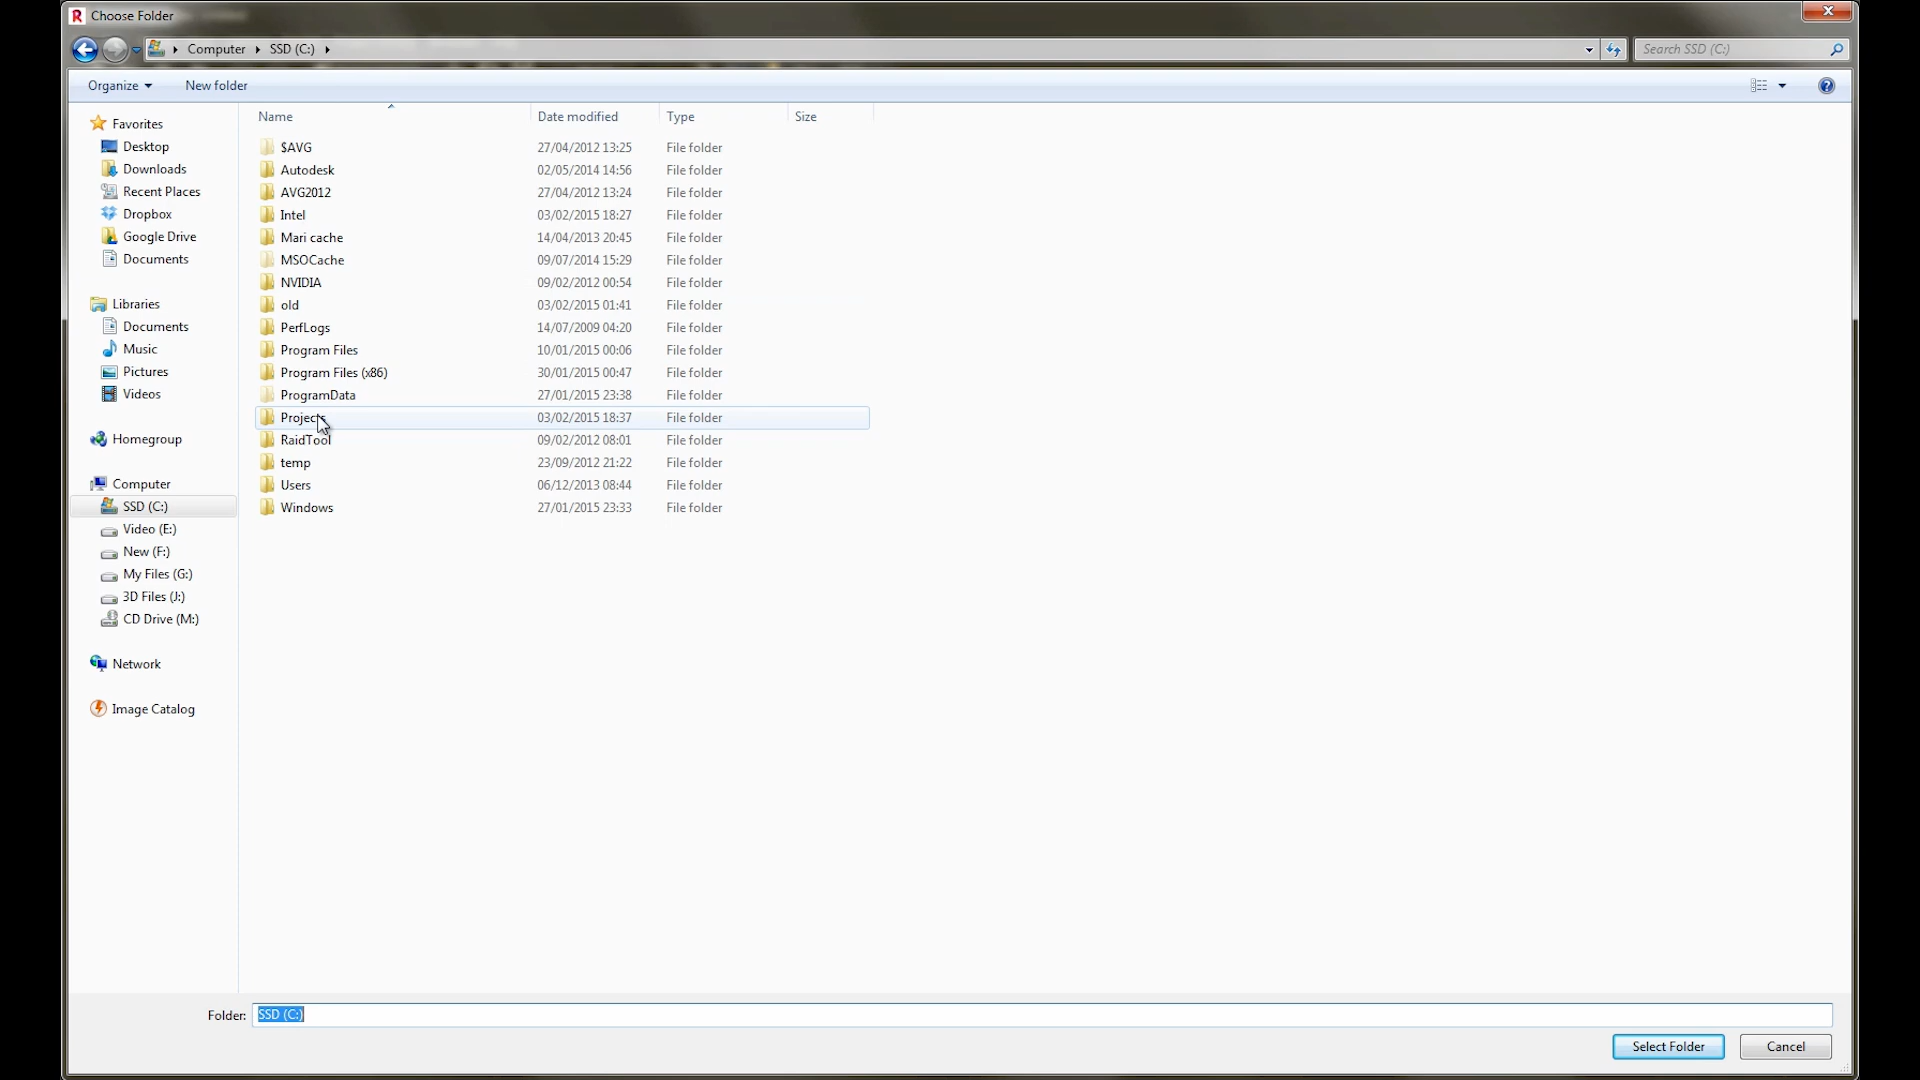 Choose Folder
Computer SSD (C:)
Search SSD (C:)
Organize New folder
Name Date modified Type Size
Favorites
Desktop
Downloads
Recent Places
Dropbox
Google Drive
Documents
Libraries
Documents
Music
Pictures
Videos
Homegroup
Computer
SSD (C:)
Video (E:)
New (F:)
My Files (G:)
3D Files (J:)
CD Drive (M:)
Network
Image Catalog
$AVG 27/04/2012 13:25 File folder
Autodesk 02/05/2014 14:56 File folder
AVG2012 27/04/2012 13:24 File folder
Intel 03/02/2015 18:27 File folder
Mari cache 14/04/2013 20:45 File folder
MSOCache 09/07/2014 15:29 File folder
NVIDIA 09/02/2012 00:54 File folder
old 03/02/2015 01:41 File folder
PerfLogs 14/07/2009 04:20 File folder
Program Files 10/01/2015 00:06 File folder
Program Files (x86) 30/01/2015 00:47 File folder
ProgramData 27/01/2015 23:38 File folder
Projects 03/02/2015 18:37 File folder
RaidTool 09/02/2012 08:01 File folder
temp 23/09/2012 21:22 File folder
Users 06/12/2013 08:44 File folder
Windows 27/01/2015 23:33 File folder
Folder: SSD (C:)
Select Folder Cancel